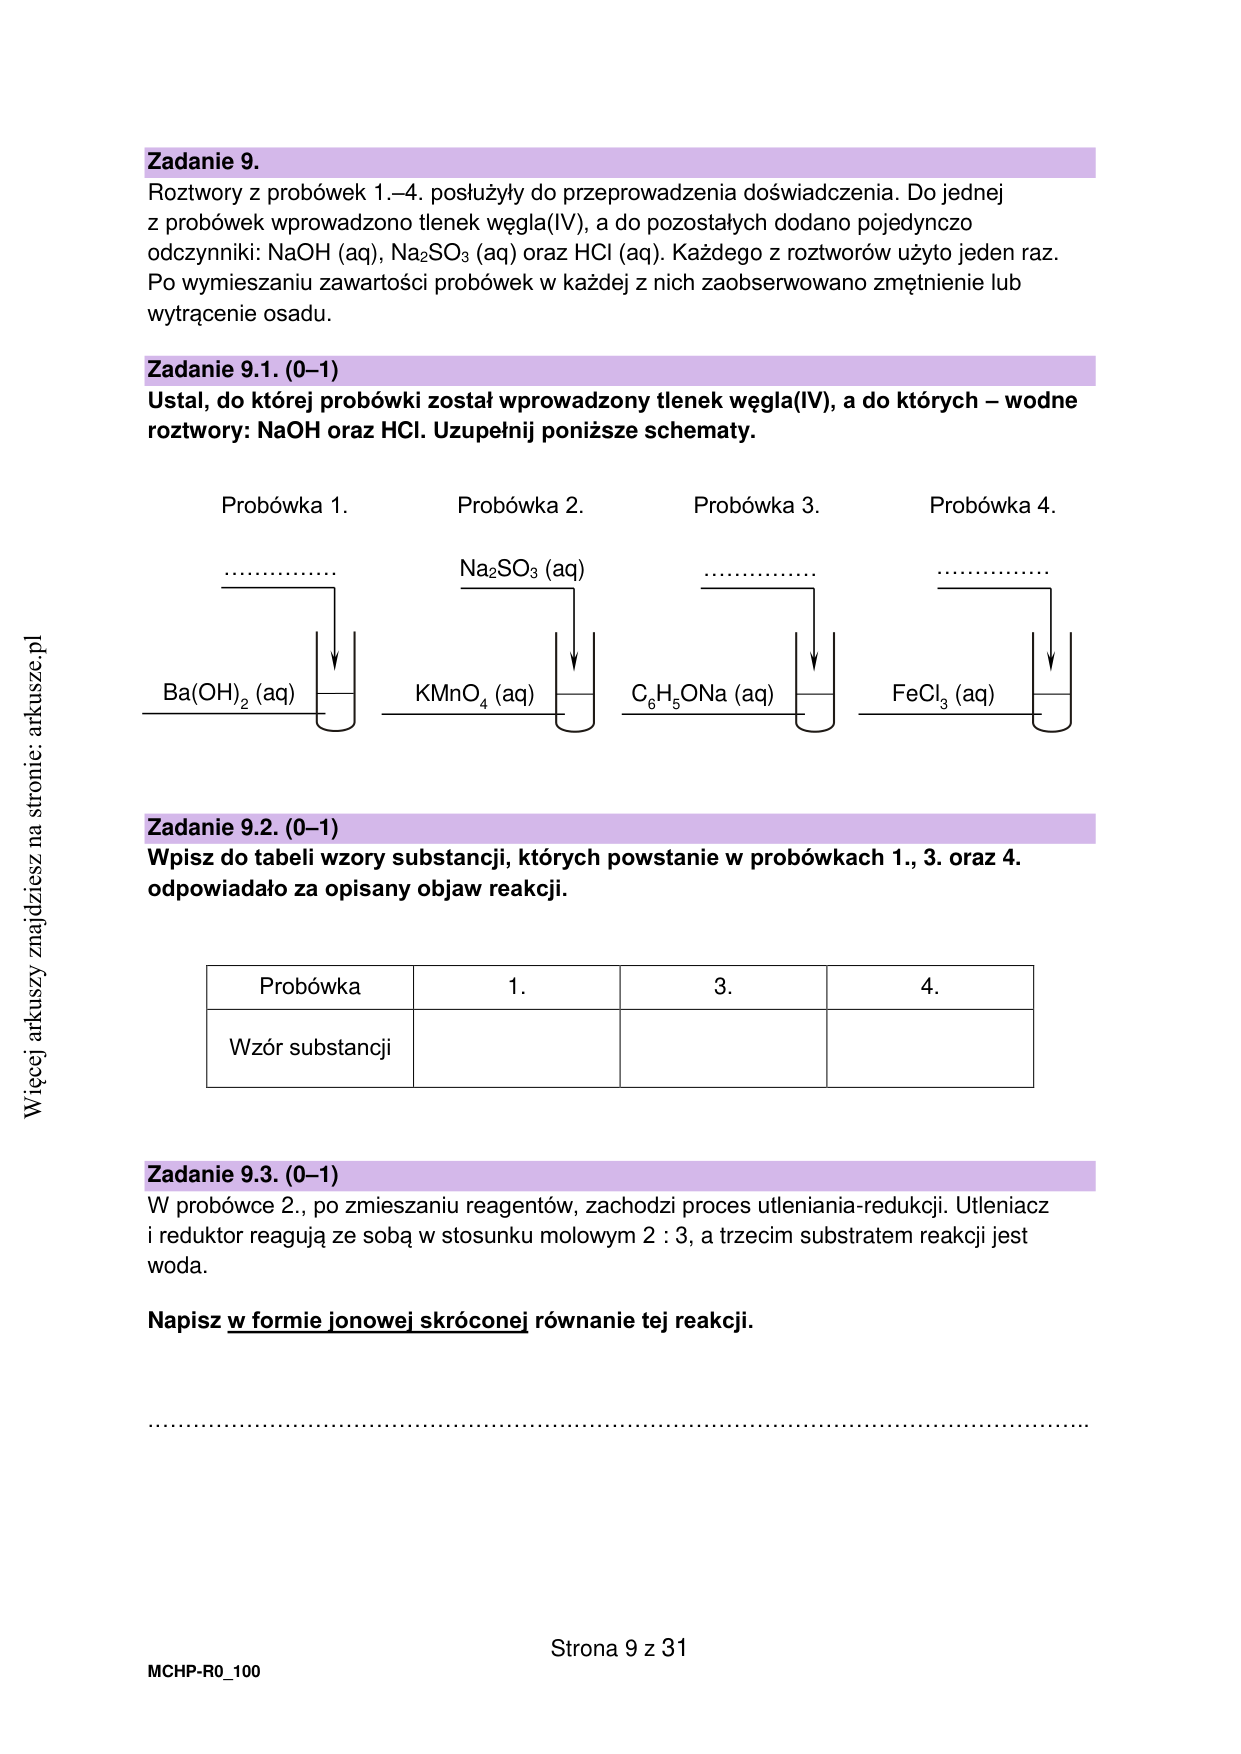 Zadanie 9.
Roztwory z probówek 1.–4. posłużyły do przeprowadzenia doświadczenia. Do jednej
z probówek wprowadzono tlenek węgla(IV), a do pozostałych dodano pojedynczo
odczynniki: NaOH (aq), Na₂SO₃ (aq) oraz HCl (aq). Każdego z roztworów użyto jeden raz.
Po wymieszaniu zawartości probówek w każdej z nich zaobserwowano zmętnienie lub
wytrącenie osadu.
Zadanie 9.1. (0–1)
Ustal, do której probówki został wprowadzony tlenek węgla(IV), a do których – wodne
roztwory: NaOH oraz HCl. Uzupełnij poniższe schematy.
Probówka 1. Probówka 2. Probówka 3. Probówka 4.
…………… Na₂SO₃ (aq) …………… ……………
Ba(OH)₂ (aq) KMnO₄ (aq) C₆H₅ONa (aq) FeCl₃ (aq)
Zadanie 9.2. (0–1)
Wpisz do tabeli wzory substancji, których powstanie w probówkach 1., 3. oraz 4.
odpowiadało za opisany objaw reakcji.
Probówka 1. 3. 4.
Wzór substancji
Zadanie 9.3. (0–1)
W probówce 2., po zmieszaniu reagentów, zachodzi proces utleniania-redukcji. Utleniacz
i reduktor reagują ze sobą w stosunku molowym 2 : 3, a trzecim substratem reakcji jest
woda.
Napisz w formie jonowej skróconej równanie tej reakcji.
……………………………………………….…………………………………………………………..
Strona 9 z 31
MCHP-R0_100
Więcej arkuszy znajdziesz na stronie: arkusze.pl